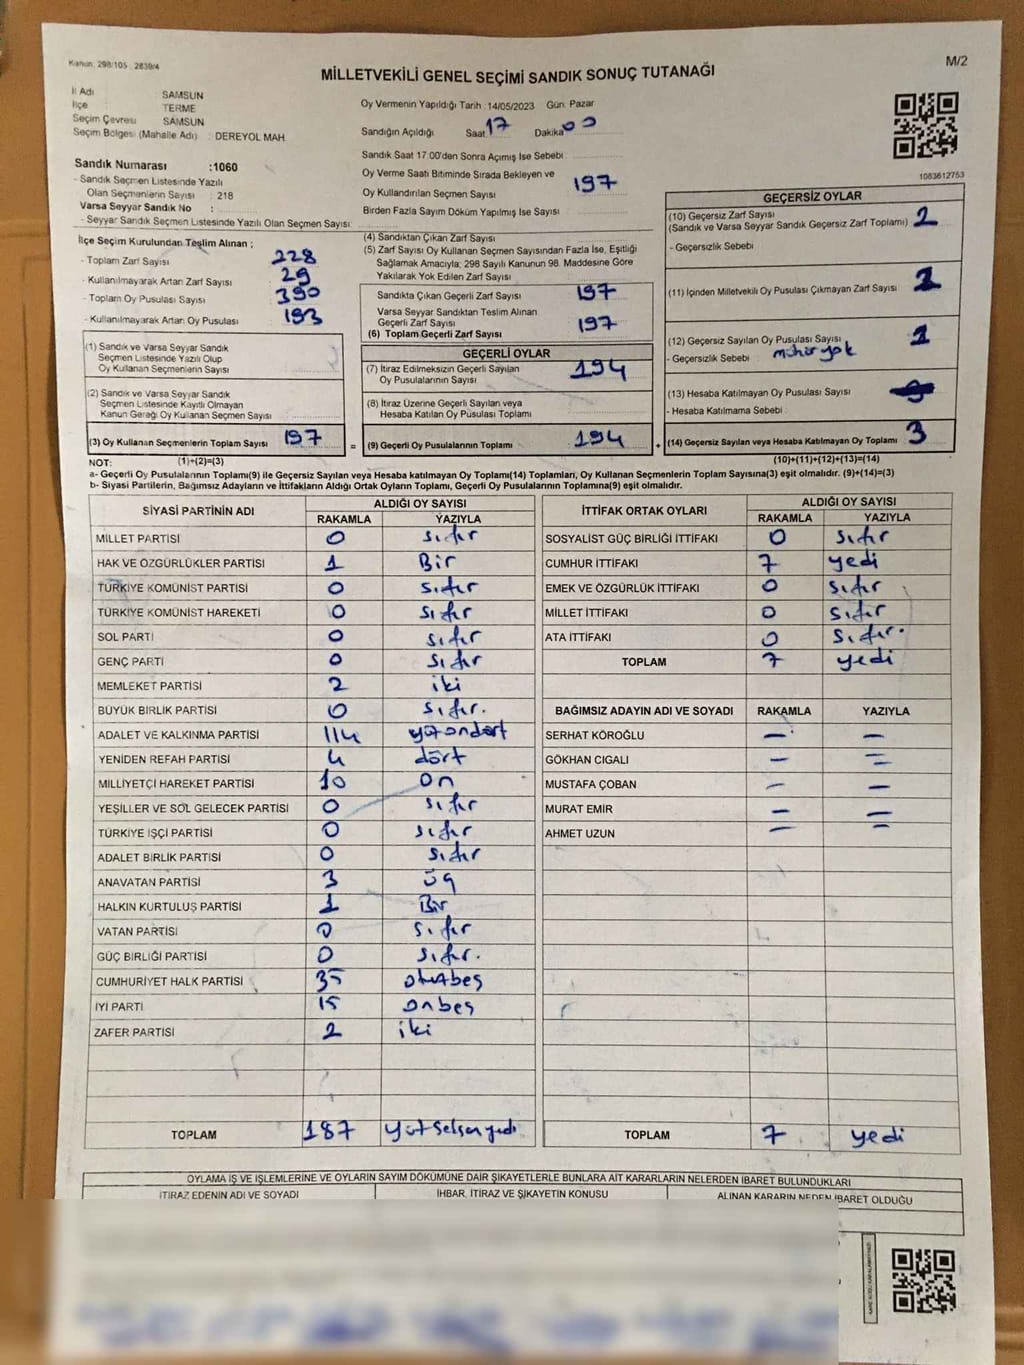 Kanun: 298/105 2839/4
M/2
MİLLETVEKİLİ GENEL SEÇİMİ SANDIK SONUÇ TUTANAĞI
İl Adı SAMSUN
İlçe TERME
Seçim Çevresi SAMSUN
Seçim Bölgesi (Mahalle Adı) : DEREYOL MAH
Sandık Numarası :1060
- Sandık Seçmen Listesinde Yazılı
Olan Seçmenlerin Sayısı : 218
Varsa Seyyar Sandık No :
- Seyyar Sandık Seçmen Listesinde Yazılı Olan Seçmen Sayısı:
Oy Vermenin Yapıldığı Tarih :14/05/2023 Gün: Pazar
Sandığın Açıldığı Saat 17 Dakika 00
Sandık Saat 17:00'den Sonra Açımış İse Sebebi
Oy Verme Saati Bitiminde Sırada Bekleyen ve
Oy Kullandırılan Seçmen Sayısı 197
Birden Fazla Sayım Döküm Yapılmış İse Sayısı
1083612753
İlçe Seçim Kurulundan Teslim Alınan ;
- Toplam Zarf Sayısı 228
- Kullanılmayarak Artan Zarf Sayısı 29
- Toplam Oy Pusulası Sayısı 390
- Kullanılmayarak Artan Oy Pusulası 193
(4) Sandıktan Çıkan Zarf Sayısı
(5) Zarf Sayısı Oy Kullanan Seçmen Sayısından Fazla İse, Eşitliği
Sağlamak Amacıyla; 298 Sayılı Kanunun 98. Maddesine Göre
Yakılarak Yok Edilen Zarf Sayısı
Sandıkta Çıkan Geçerli Zarf Sayısı 197
Varsa Seyyar Sandıktan Teslim Alınan
Geçerli Zarf Sayısı 197
(6) Toplam Geçerli Zarf Sayısı
GEÇERSİZ OYLAR
(10) Geçersiz Zarf Sayısı
(Sandık ve Varsa Seyyar Sandık Geçersiz Zarf Toplamı)
- Geçersizlik Sebebi
(11) İçinden Milletvekili Oy Pusulası Çıkmayan Zarf Sayısı
(12) Geçersiz Sayılan Oy Pusulası Sayısı 1
- Geçersizlik Sebebi : mühür yok
(13) Hesaba Katılmayan Oy Pusulası Sayısı
- Hesaba Katılmama Sebebi
(14) Geçersiz Sayılan veya Hesaba Katılmayan Oy Toplamı 3
(10)+(11)+(12)+(13)=(14)
(1) Sandık ve Varsa Seyyar Sandık
Seçmen Listesinde Yazılı Olup
Oy Kullanan Seçmenlerin Sayısı
(2) Sandık ve Varsa Seyyar Sandık
Seçmen Listesinde Kayıtlı Olmayan
Kanun Gereği Oy Kullanan Seçmen Sayısı
(3) Oy Kullanan Seçmenlerin Toplam Sayısı 197 =
GEÇERLİ OYLAR
(7) İtiraz Edilmeksizin Geçerli Sayılan
Oy Pusulalarının Sayısı 194
(8) İtiraz Üzerine Geçerli Sayılan veya
Hesaba Katılan Oy Pusulası Toplamı
(9) Geçerli Oy Pusulalarının Toplamı 194 +
NOT: (1)+(2)=(3)
a- Geçerli Oy Pusulalarının Toplamı(9) ile Geçersiz Sayılan veya Hesaba katılmayan Oy Toplamı(14) Toplamları, Oy Kullanan Seçmenlerin Toplam Sayısına(3) eşit olmalıdır. (9)+(14)=(3)
b- Siyasi Partilerin, Bağımsız Adayların ve İttifakların Aldığı Ortak Oyların Toplamı, Geçerli Oy Pusulalarının Toplamına(9) eşit olmalıdır.
SİYASİ PARTİNİN ADI ALDIĞI OY SAYISI
RAKAMLA YAZIYLA
MİLLET PARTİSİ 0 sıfır
HAK VE ÖZGÜRLÜKLER PARTİSİ 1 Bir
TÜRKİYE KOMÜNİST PARTİSİ 0 sıfır
TÜRKİYE KOMÜNİST HAREKETİ 0 sıfır
SOL PARTİ 0 sıfır
GENÇ PARTİ 0 sıfır
MEMLEKET PARTİSİ 2 iki
BÜYÜK BİRLİK PARTİSİ 0 sıfır.
ADALET VE KALKINMA PARTİSİ 114 yüzondört
YENİDEN REFAH PARTİSİ 4 dört
MİLLİYETÇİ HAREKET PARTİSİ 10 on
YEŞİLLER VE SOL GELECEK PARTİSİ 0 sıfır
TÜRKİYE İŞÇİ PARTİSİ 0 sıfır
ADALET BİRLİK PARTİSİ 0 sıfır
ANAVATAN PARTİSİ 3 üç
HALKIN KURTULUŞ PARTİSİ 1 Bir
VATAN PARTİSİ 0 sıfır
GÜÇ BİRLİĞİ PARTİSİ 0 sıfır.
CUMHURİYET HALK PARTİSİ 35 otuzbeş
İYİ PARTİ 15 onbeş
ZAFER PARTİSİ 2 iki
TOPLAM 187 yüzseksenyedi
İTTİFAK ORTAK OYLARI ALDIĞI OY SAYISI
RAKAMLA YAZIYLA
SOSYALİST GÜÇ BİRLİĞİ İTTİFAKI 0 sıfır
CUMHUR İTTİFAKI 7 yedi
EMEK VE ÖZGÜRLÜK İTTİFAKI 0 sıfır
MİLLET İTTİFAKI 0 sıfır
ATA İTTİFAKI 0 sıfır.
TOPLAM 7 yedi
BAĞIMSIZ ADAYIN ADI VE SOYADI RAKAMLA YAZIYLA
SERHAT KÖROĞLU — —
GÖKHAN CIGALI — —
MUSTAFA ÇOBAN — —
MURAT EMİR — —
AHMET UZUN — —
TOPLAM 7 yedi
OYLAMA İŞ VE İŞLEMLERİNE VE OYLARIN SAYIM DÖKÜMÜNE DAİR ŞİKAYETLERLE BUNLARA AİT KARARLARIN NELERDEN İBARET BULUNDUKLARI
İTİRAZ EDENİN ADI VE SOYADI İHBAR, İTİRAZ VE ŞİKAYETİN KONUSU ALINAN KARARIN NEDEN İBARET OLDUĞU